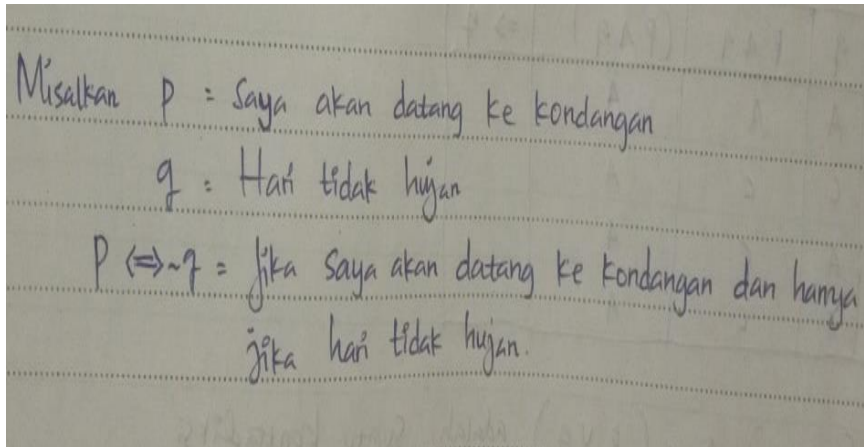 Misalkan p = Saya akan datang ke kondangan
q = Hari tidak hujan
p <=> ~q = Jika saya akan datang ke kondangan dan hanya
jika hari tidak hujan.